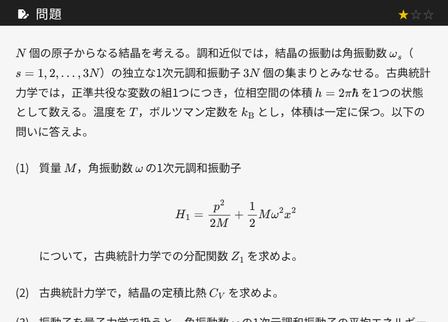 問題
★☆☆
N 個の原子からなる結晶を考える。調和近似では，結晶の振動は角振動数 ω_s（
s = 1, 2, . . . , 3N）の独立な1次元調和振動子 3N 個の集まりとみなせる。古典統計
力学では，正準共役な変数の組1つにつき，位相空間の体積 h = 2πħ を1つの状態
として数える。温度を T，ボルツマン定数を k_B とし，体積は一定に保つ。以下の
問いに答えよ。
(1) 質量 M，角振動数 ω の1次元調和振動子
H_1 = p^2/2M + 1/2 Mω^2x^2
について，古典統計力学での分配関数 Z_1 を求めよ。
(2) 古典統計力学で，結晶の定積比熱 C_V を求めよ。